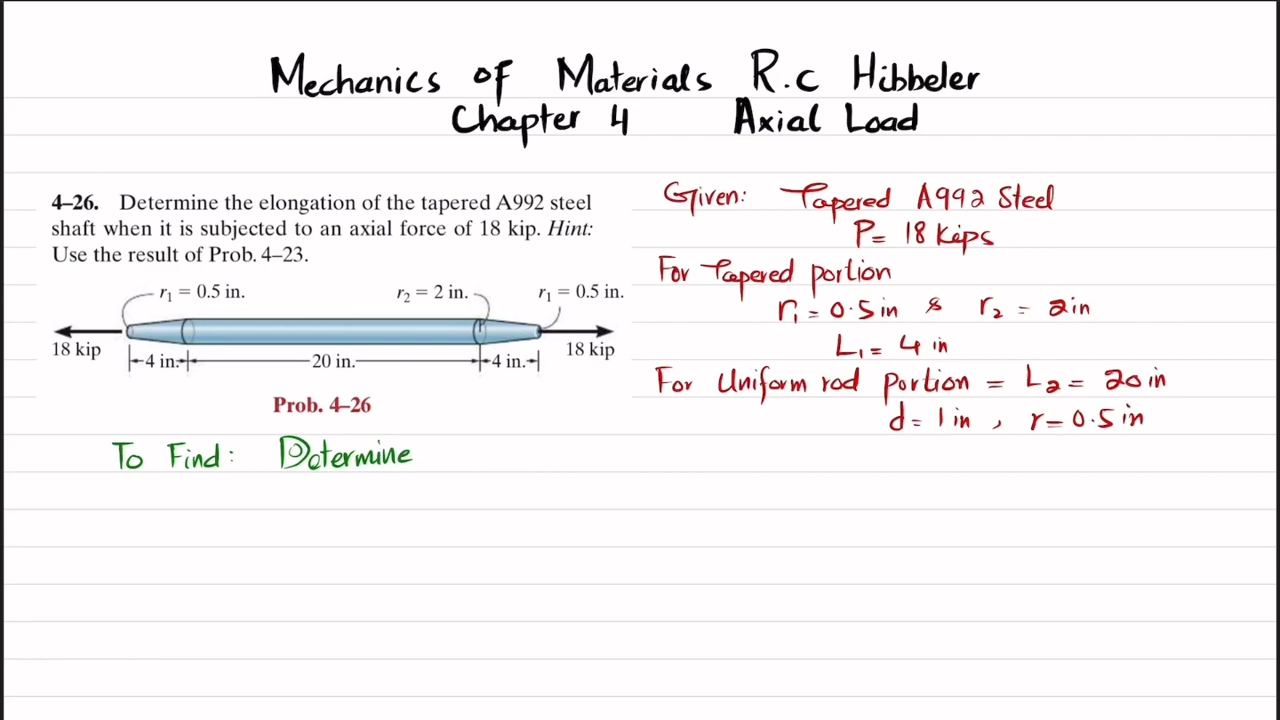 Mechanics of Materials R.c Hibbeler
Chapter 4 Axial Load
4–26. Determine the elongation of the tapered A992 steel
shaft when it is subjected to an axial force of 18 kip. Hint:
Use the result of Prob. 4–23.
r₁ = 0.5 in.
r₂ = 2 in.
r₁ = 0.5 in.
18 kip
4 in.
20 in.
4 in.
18 kip
Prob. 4–26
To Find: Determine
Given: Tapered A992 Steel
P= 18 Kips
For Tapered portion
r₁ = 0.5 in & r₂ = 2in
L₁ = 4 in
For Uniform rod portion = L₂ = 20 in
d = 1 in , r = 0.5 in